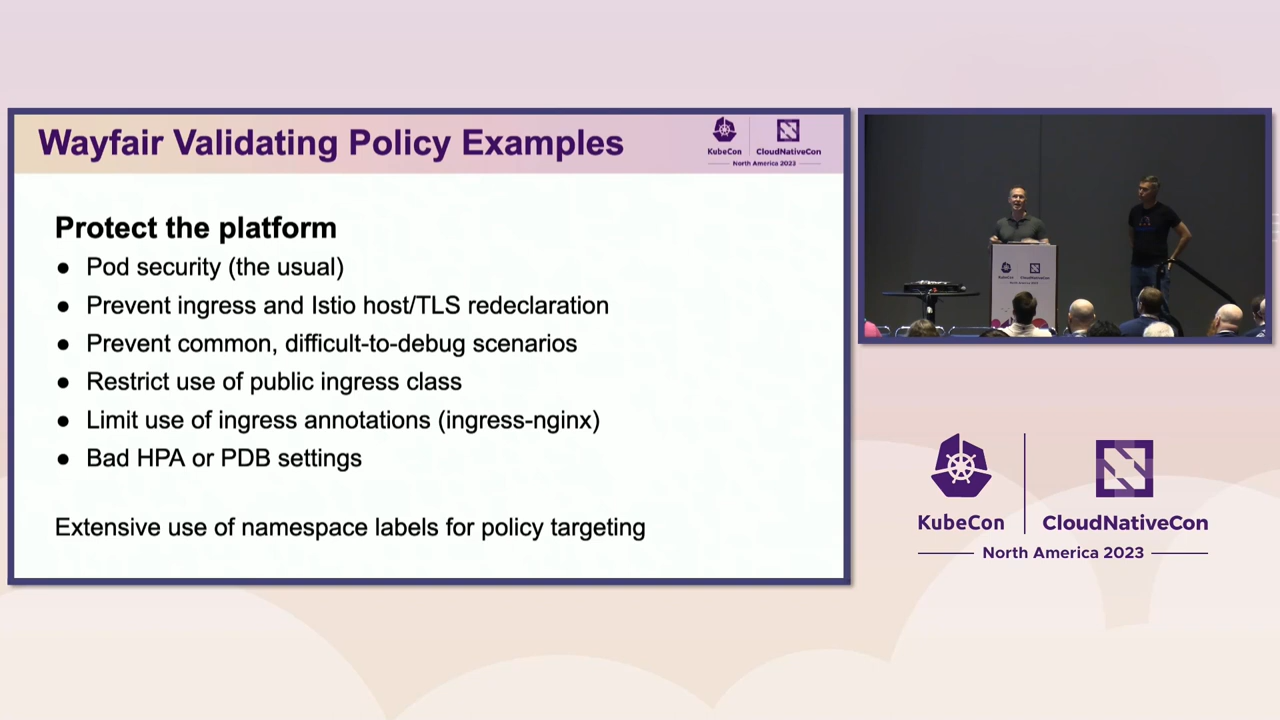 Wayfair Validating Policy Examples
KubeCon
CloudNativeCon
North America 2023
Protect the platform
● Pod security (the usual)
● Prevent ingress and Istio host/TLS redeclaration
● Prevent common, difficult-to-debug scenarios
● Restrict use of public ingress class
● Limit use of ingress annotations (ingress-nginx)
● Bad HPA or PDB settings
Extensive use of namespace labels for policy targeting
KubeCon
CloudNativeCon
North America 2023